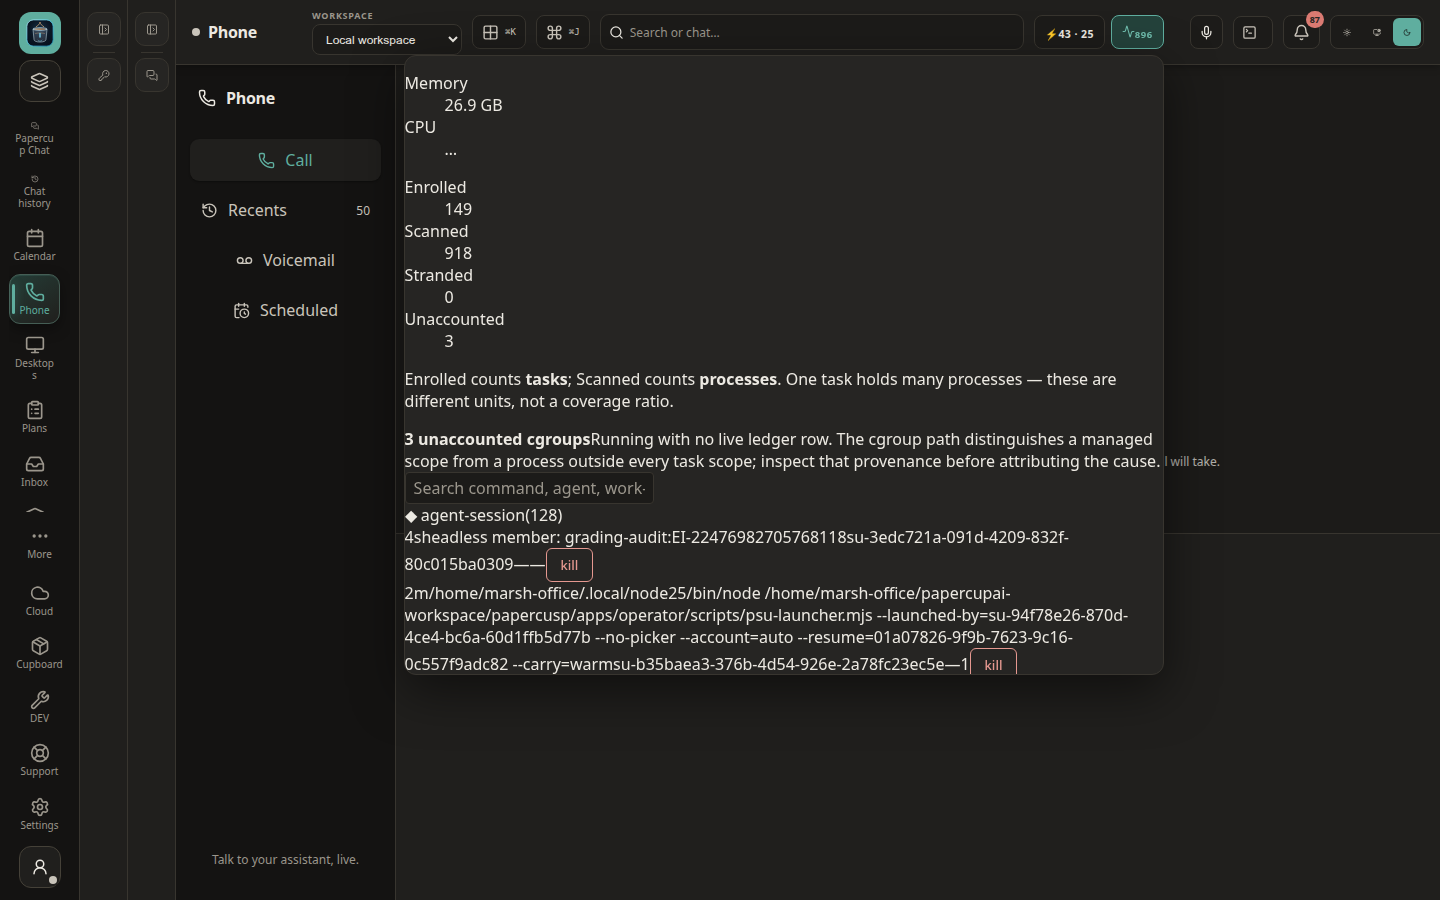 Phone
WORKSPACE
Local workspace
⌘K
⌘J
Search or chat...
⚡43 · 25
896
87
Papercu
p Chat
Chat
history
Calendar
Phone
Desktop
s
Plans
Inbox
More
Cloud
Cupboard
DEV
Support
Settings
Phone
Call
Recents 50
Voicemail
Scheduled
Talk to your assistant, live.
Memory
26.9 GB
CPU
...
Enrolled
149
Scanned
918
Stranded
0
Unaccounted
3
Enrolled counts tasks; Scanned counts processes. One task holds many processes — these are
different units, not a coverage ratio.
3 unaccounted cgroupsRunning with no live ledger row. The cgroup path distinguishes a managed
scope from a process outside every task scope; inspect that provenance before attributing the cause.
l will take.
Search command, agent, work-
◆ agent-session(128)
4sheadless member: grading-audit:EI-22476982705768118su-3edc721a-091d-4209-832f-
80c015ba0309—— kill
2m/home/marsh-office/.local/node25/bin/node /home/marsh-office/papercupai-
workspace/papercusp/apps/operator/scripts/psu-launcher.mjs --launched-by=su-94f78e26-870d-
4ce4-bc6a-60d1ffb5d77b --no-picker --account=auto --resume=01a07826-9f9b-7623-9c16-
0c557f9adc82 --carry=warmsu-b35baea3-376b-4d54-926e-2a78fc23ec5e—1 kill